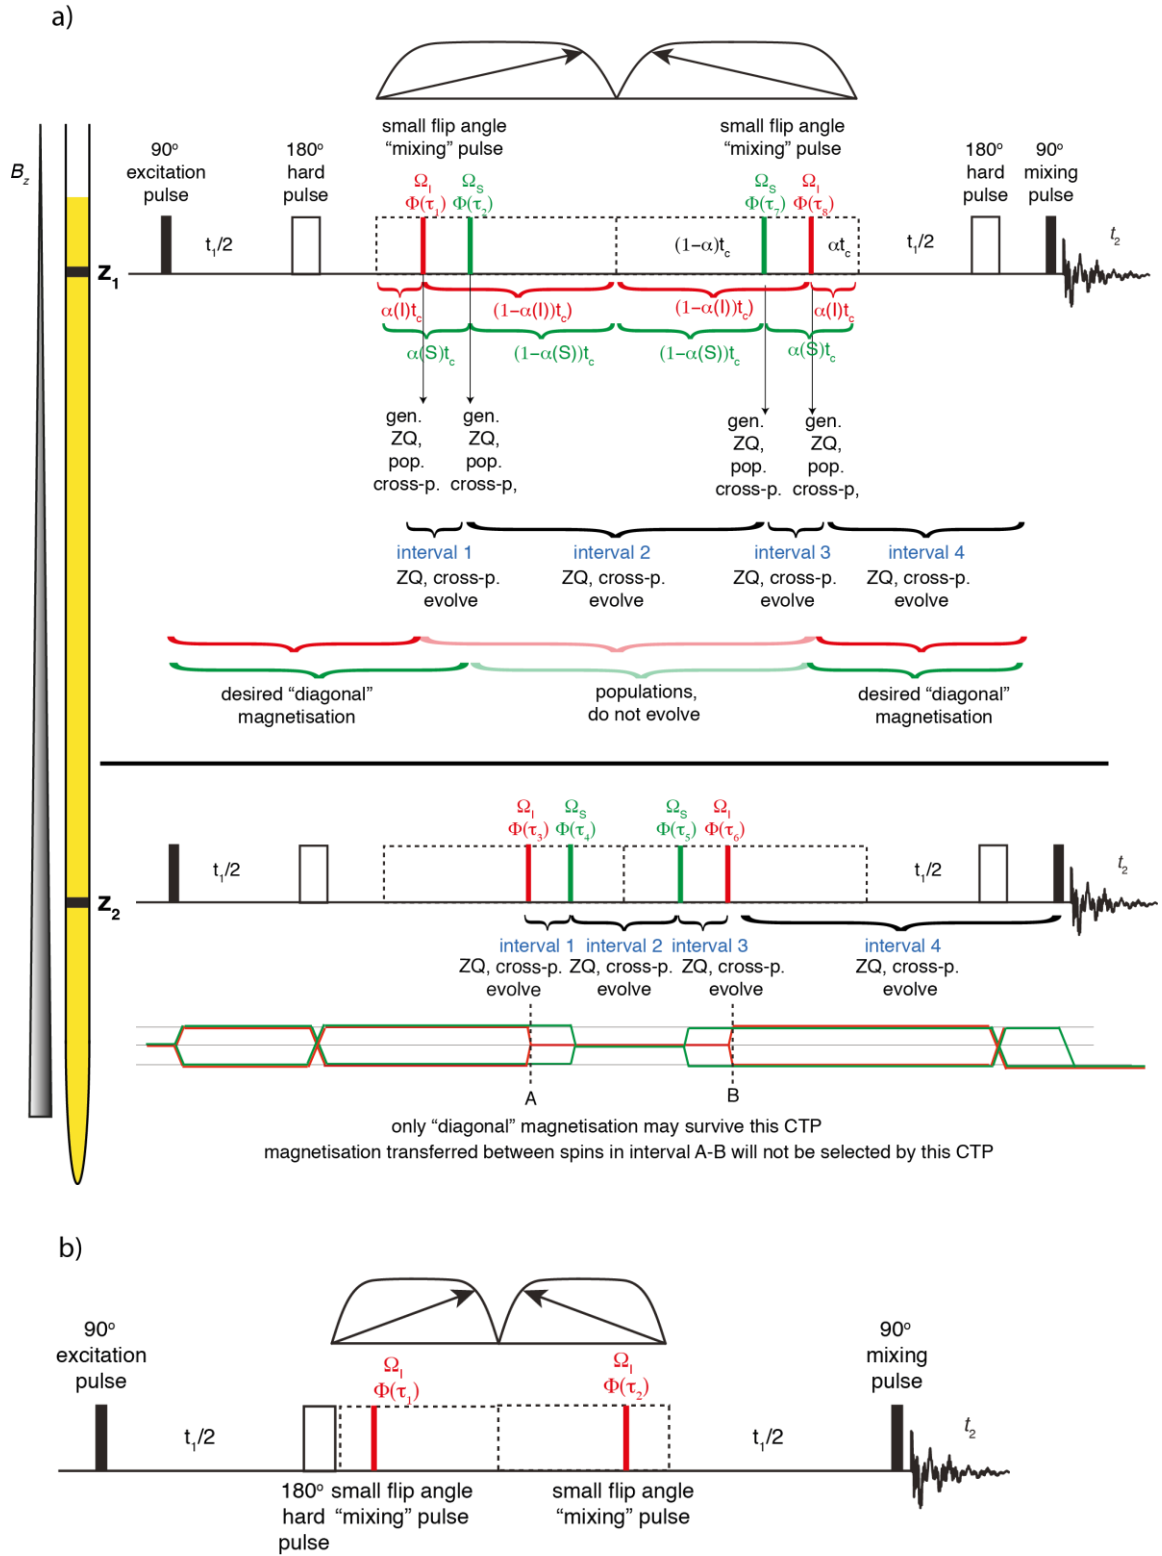 a)
small flip angle small flip angle
“mixing” pulse “mixing” pulse
90° 180° 180° 90°
excitation hard hard mixing
pulse pulse pulse pulse
B_z
Ω_I Ω_S Ω_S Ω_I
Φ(τ_1) Φ(τ_2) Φ(τ_7) Φ(τ_8)
t_1/2 (1−α)t_c αt_c t_1/2 t_2
z_1
α(I)t_c (1−α(I))t_c) (1−α(I))t_c) α(I)t_c
α(S)t_c (1−α(S))t_c (1−α(S))t_c α(S)t_c
gen. gen. gen. gen.
ZQ, ZQ, ZQ, ZQ,
pop. pop. pop. pop.
cross-p. cross-p, cross-p. cross-p,
interval 1 interval 2 interval 3 interval 4
ZQ, cross-p. ZQ, cross-p. ZQ, cross-p. ZQ, cross-p.
evolve evolve evolve evolve
desired “diagonal” populations, desired “diagonal”
magnetisation do not evolve magnetisation
Ω_I Ω_S Ω_S Ω_I
Φ(τ_3) Φ(τ_4) Φ(τ_5) Φ(τ_6)
t_1/2 t_1/2 t_2
z_2
interval 1 interval 2 interval 3 interval 4
ZQ, cross-p. ZQ, cross-p. ZQ, cross-p. ZQ, cross-p.
evolve evolve evolve evolve
A B
only “diagonal” magnetisation may survive this CTP
magnetisation transferred between spins in interval A-B will not be selected by this CTP
b)
90° 90°
excitation mixing
pulse pulse
Ω_I Ω_I
Φ(τ_1) Φ(τ_2)
t_1/2 t_1/2 t_2
180° small flip angle small flip angle
hard “mixing” pulse “mixing” pulse
pulse